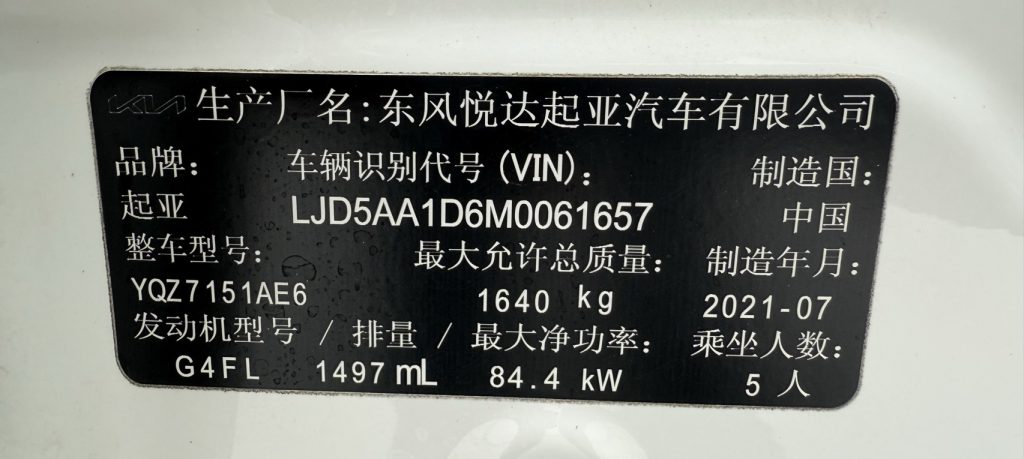 KIA 生产厂名:东风悦达起亚汽车有限公司
品牌: 车辆识别代号(VIN): 制造国:
起亚 LJD5AA1D6M0061657 中国
整车型号: 最大允许总质量: 制造年月:
YQZ7151AE6 1640 kg 2021-07
发动机型号 / 排量 / 最大净功率: 乘坐人数:
G4FL 1497 mL 84.4 kW 5 人